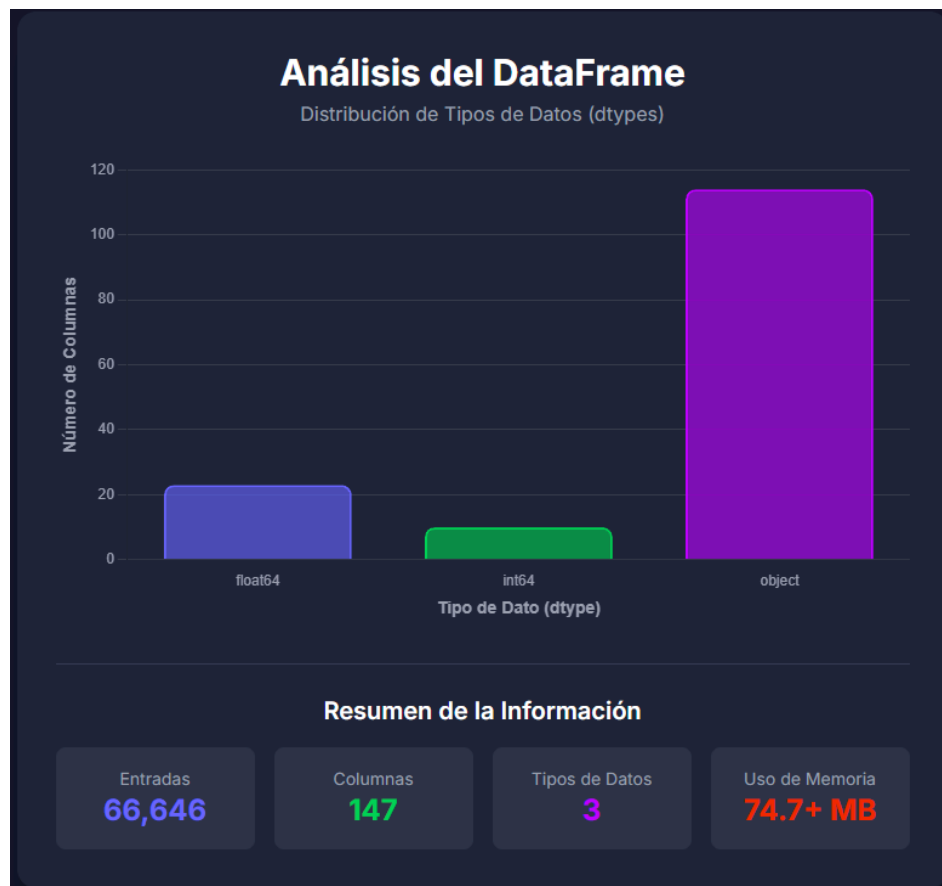 Análisis del DataFrame
Distribución de Tipos de Datos (dtypes)
120
100
80
60
40
20
0
Número de Columnas
float64 int64 object
Tipo de Dato (dtype)
Resumen de la Información
Entradas Columnas Tipos de Datos Uso de Memoria
66,646 147 3 74.7+ MB